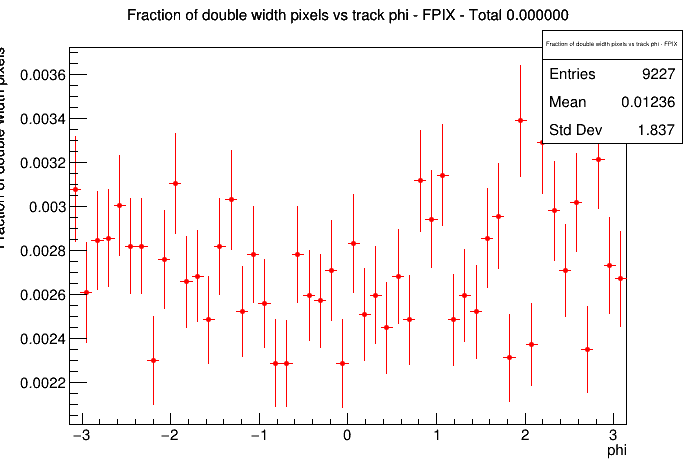 Fraction of double width pixels vs track phi - FPIX - Total 0.000000
Fraction of double width pixels vs track phi - FPIX
Entries 9227
Mean 0.01236
Std Dev 1.837
Fraction of double width pixels
0.0036
0.0034
0.0032
0.003
0.0028
0.0026
0.0024
0.0022
−3 −2 −1 0 1 2 3
phi